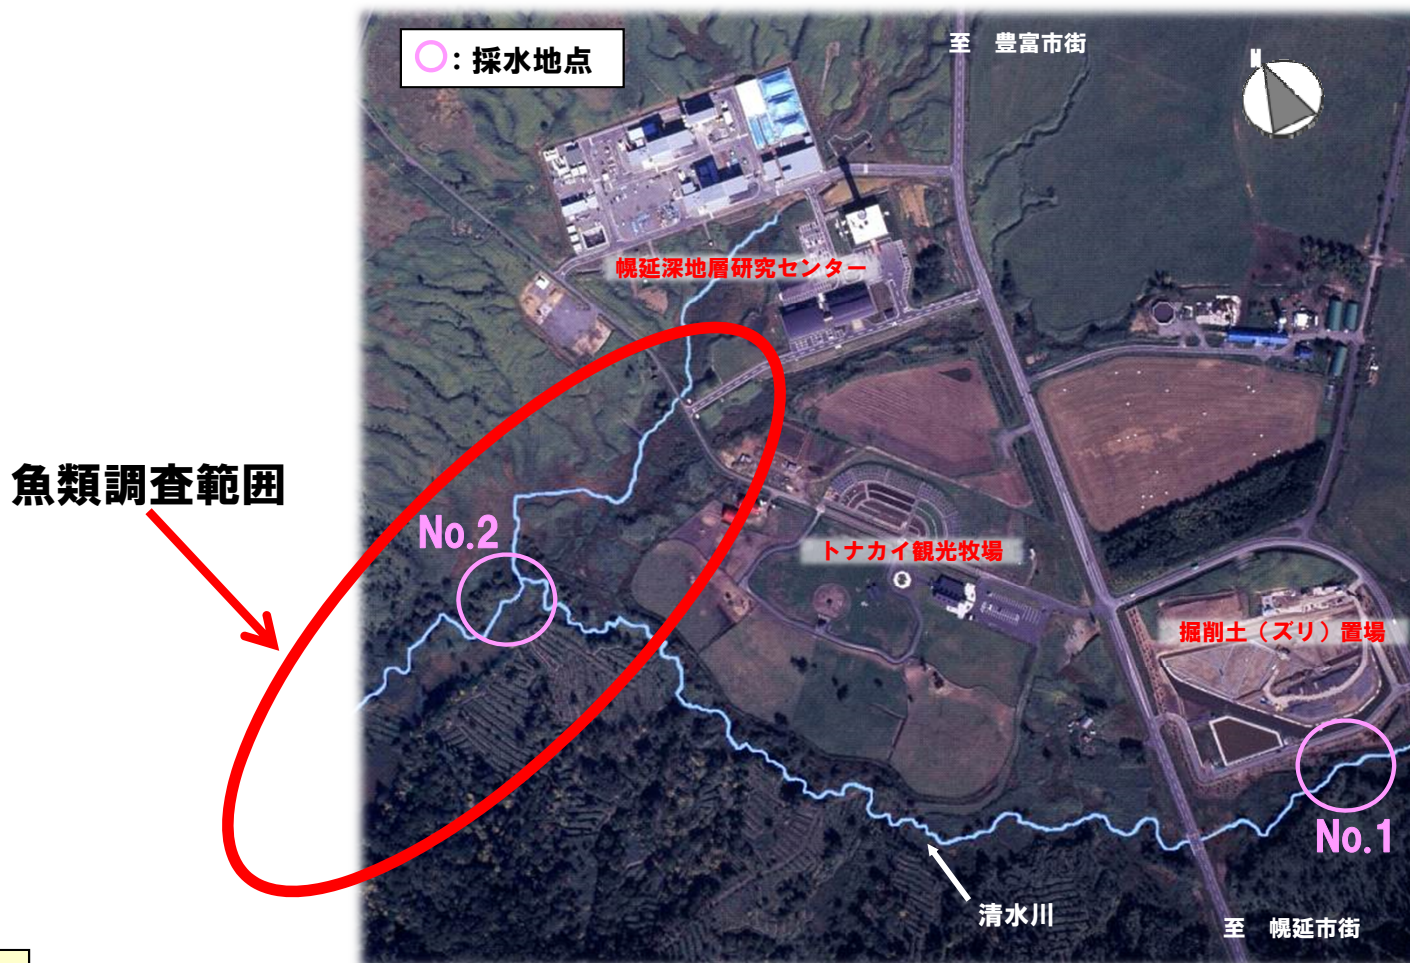 ○：採水地点
至　豊富市街
N
幌延深地層研究センター
魚類調査範囲
No.2
トナカイ観光牧場
掘削土（ズリ）置場
No.1
清水川
至　幌延市街